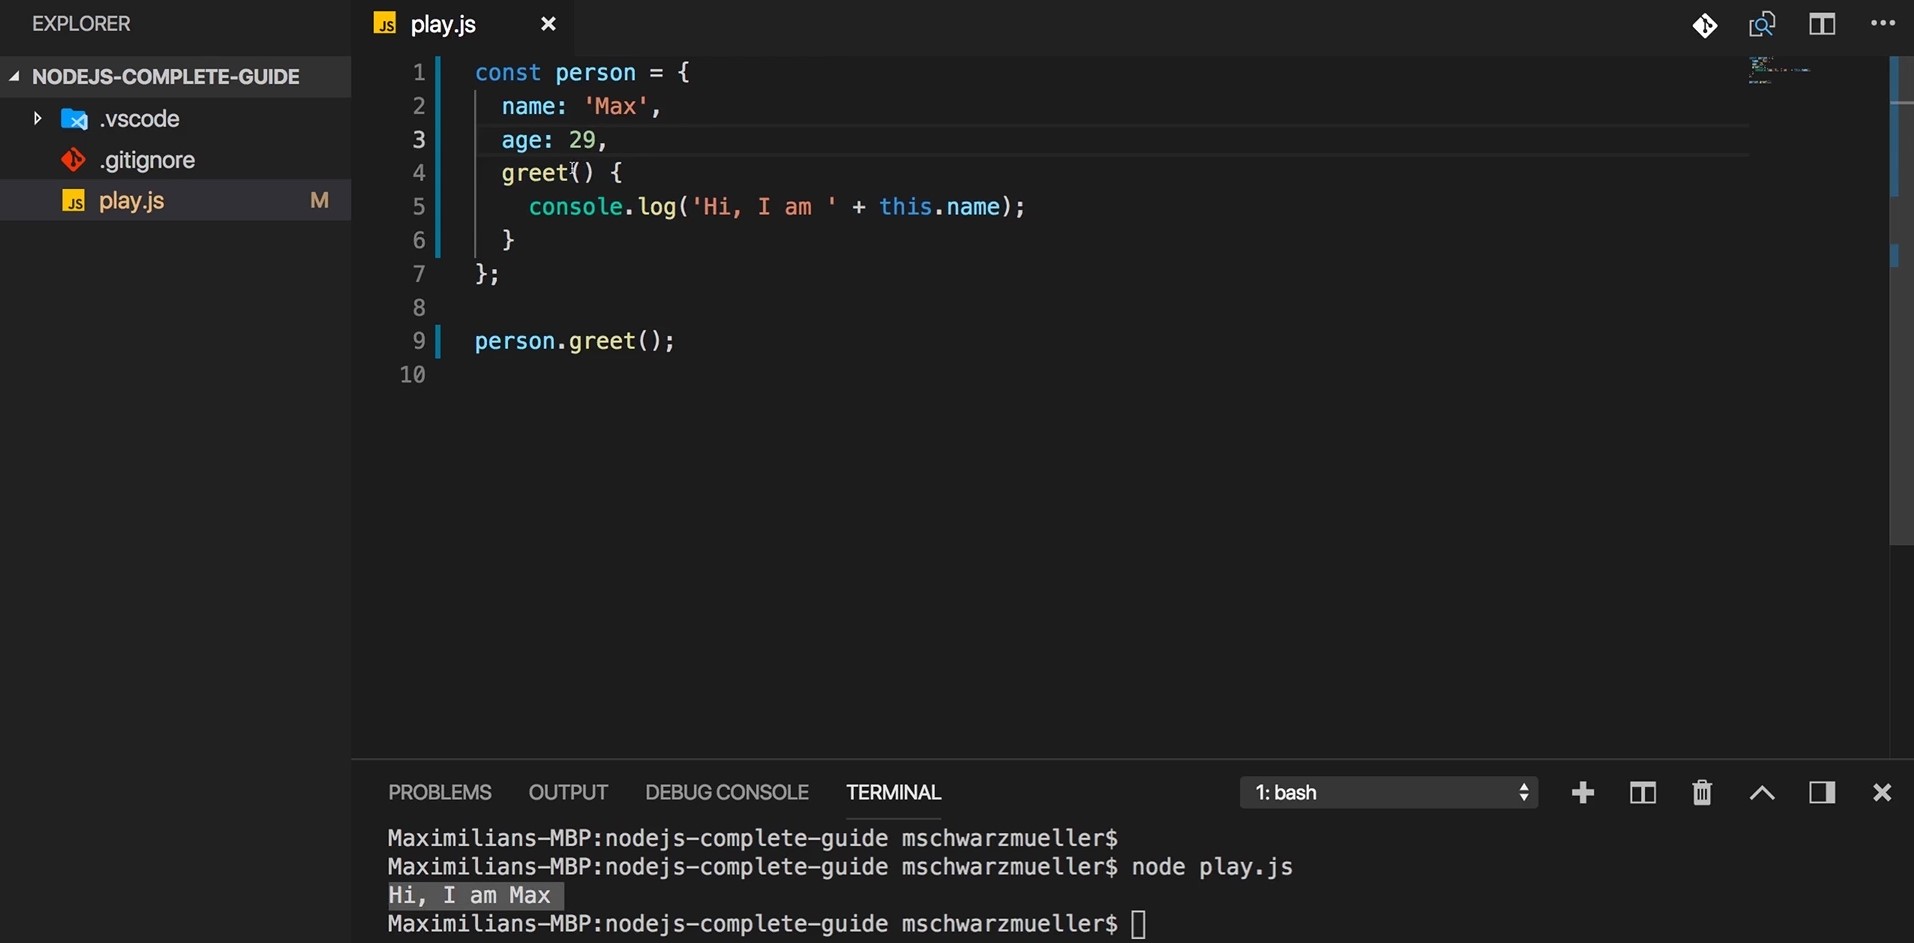 EXPLORER
NODEJS-COMPLETE-GUIDE
.vscode
.gitignore
JS play.js M
JS play.js
1 const person = {
2 name: 'Max',
3 age: 29,
4 greet() {
5 console.log('Hi, I am ' + this.name);
6 }
7 };
8
9 person.greet();
10
PROBLEMS OUTPUT DEBUG CONSOLE TERMINAL 1: bash
Maximilians-MBP:nodejs-complete-guide mschwarzmueller$
Maximilians-MBP:nodejs-complete-guide mschwarzmueller$ node play.js
Hi, I am Max
Maximilians-MBP:nodejs-complete-guide mschwarzmueller$